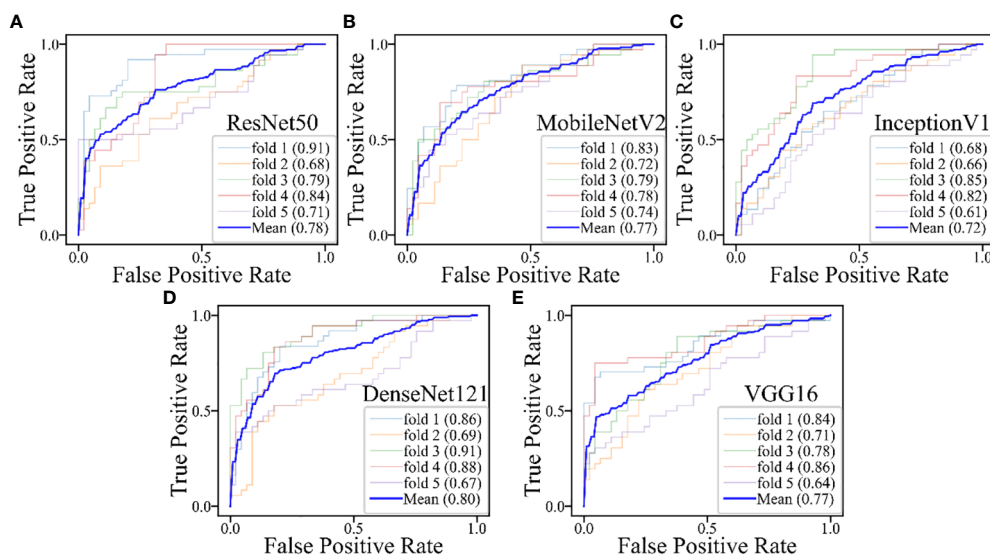 A
True Positive Rate
1.0
0.5
0.0
ResNet50
fold 1 (0.91)
fold 2 (0.68)
fold 3 (0.79)
fold 4 (0.84)
fold 5 (0.71)
Mean (0.78)
0.0 0.5 1.0
False Positive Rate
B
True Positive Rate
1.0
0.5
0.0
MobileNetV2
fold 1 (0.83)
fold 2 (0.72)
fold 3 (0.79)
fold 4 (0.78)
fold 5 (0.74)
Mean (0.77)
0.0 0.5 1.0
False Positive Rate
C
True Positive Rate
1.0
0.5
0.0
InceptionV1
fold 1 (0.68)
fold 2 (0.66)
fold 3 (0.85)
fold 4 (0.82)
fold 5 (0.61)
Mean (0.72)
0.0 0.5 1.0
False Positive Rate
D
True Positive Rate
1.0
0.5
0.0
DenseNet121
fold 1 (0.86)
fold 2 (0.69)
fold 3 (0.91)
fold 4 (0.88)
fold 5 (0.67)
Mean (0.80)
0.0 0.5 1.0
False Positive Rate
E
True Positive Rate
1.0
0.5
0.0
VGG16
fold 1 (0.84)
fold 2 (0.71)
fold 3 (0.78)
fold 4 (0.86)
fold 5 (0.64)
Mean (0.77)
0.0 0.5 1.0
False Positive Rate